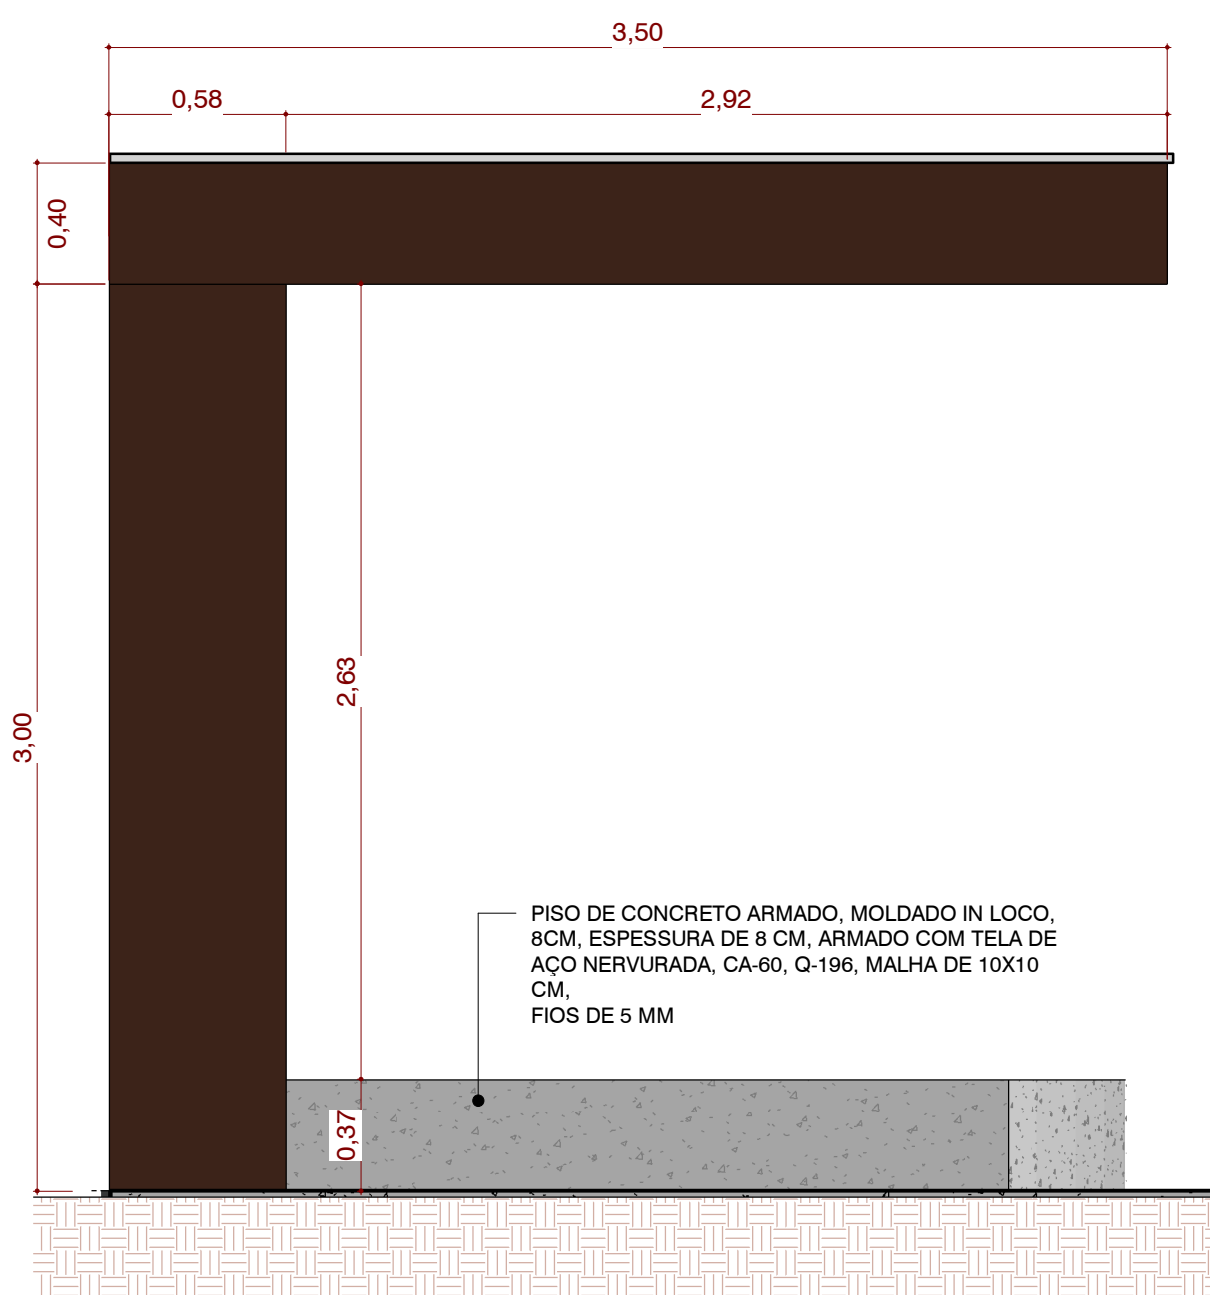 3,50
0,58
2,92
0,40
2,63
3,00
PISO DE CONCRETO ARMADO, MOLDADO IN LOCO,
8CM, ESPESSURA DE 8 CM, ARMADO COM TELA DE
AÇO NERVURADA, CA-60, Q-196, MALHA DE 10X10
CM,
FIOS DE 5 MM
0,37